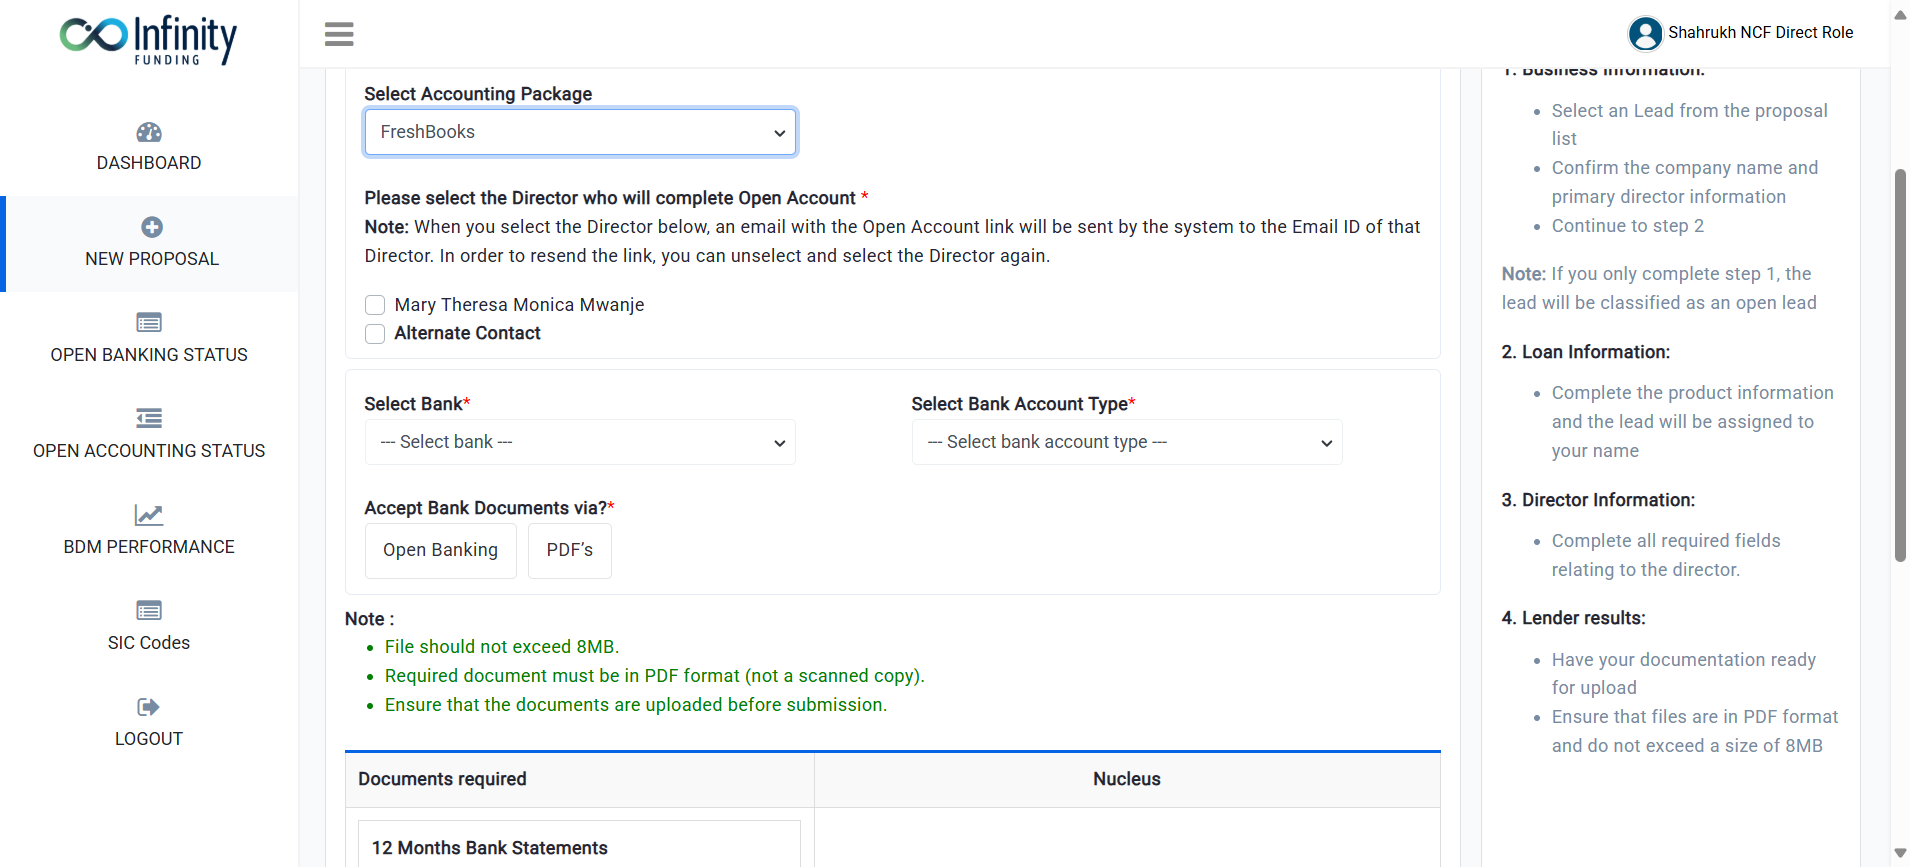 Infinity
FUNDING
Shahrukh NCF Direct Role
DASHBOARD
NEW PROPOSAL
OPEN BANKING STATUS
OPEN ACCOUNTING STATUS
BDM PERFORMANCE
SIC Codes
LOGOUT
Select Accounting Package
FreshBooks
Please select the Director who will complete Open Account *
Note: When you select the Director below, an email with the Open Account link will be sent by the system to the Email ID of that
Director. In order to resend the link, you can unselect and select the Director again.
Mary Theresa Monica Mwanje
Alternate Contact
Select Bank*
--- Select bank ---
Select Bank Account Type*
--- Select bank account type ---
Accept Bank Documents via?*
Open Banking
PDF’s
Note :
File should not exceed 8MB.
Required document must be in PDF format (not a scanned copy).
Ensure that the documents are uploaded before submission.
Documents required
Nucleus
12 Months Bank Statements
1. Business Information:
Select an Lead from the proposal
list
Confirm the company name and
primary director information
Continue to step 2
Note: If you only complete step 1, the
lead will be classified as an open lead
2. Loan Information:
Complete the product information
and the lead will be assigned to
your name
3. Director Information:
Complete all required fields
relating to the director.
4. Lender results:
Have your documentation ready
for upload
Ensure that files are in PDF format
and do not exceed a size of 8MB